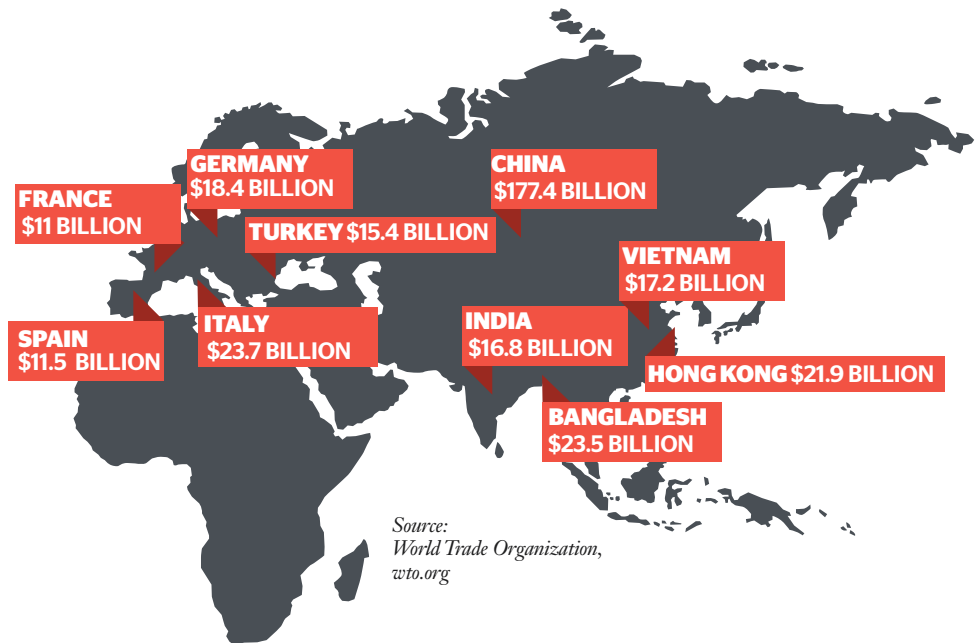 GERMANY
$18.4 BILLION
CHINA
$177.4 BILLION
FRANCE
$11 BILLION
TURKEY $15.4 BILLION
VIETNAM
$17.2 BILLION
SPAIN
$11.5 BILLION
ITALY
$23.7 BILLION
INDIA
$16.8 BILLION
HONG KONG $21.9 BILLION
BANGLADESH
$23.5 BILLION
Source:
World Trade Organization,
wto.org